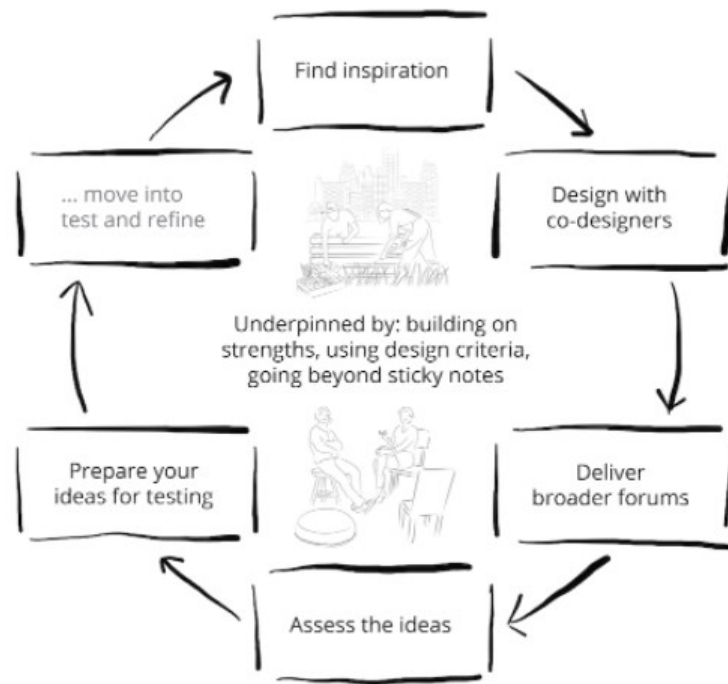 Find inspiration
Design with
co-designers
Deliver
broader forums
Assess the ideas
Prepare your
ideas for testing
... move into
test and refine
Underpinned by: building on
strengths, using design criteria,
going beyond sticky notes